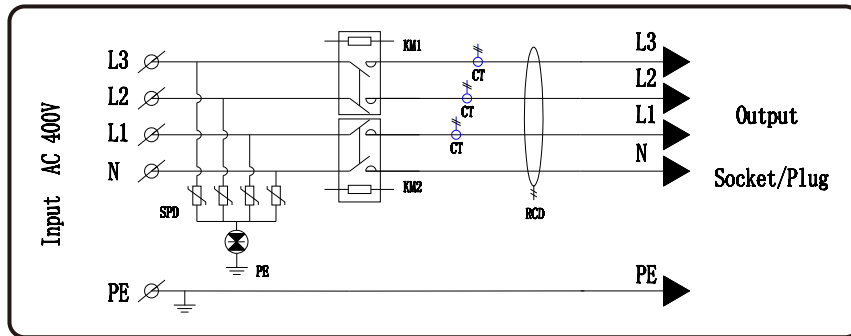 L3
L2
L1
N
PE
Input AC 400V
SPD
PE
KM1
KM2
CT
CT
CT
RCD
L3
L2
L1
N
PE
Output
Socket/Plug